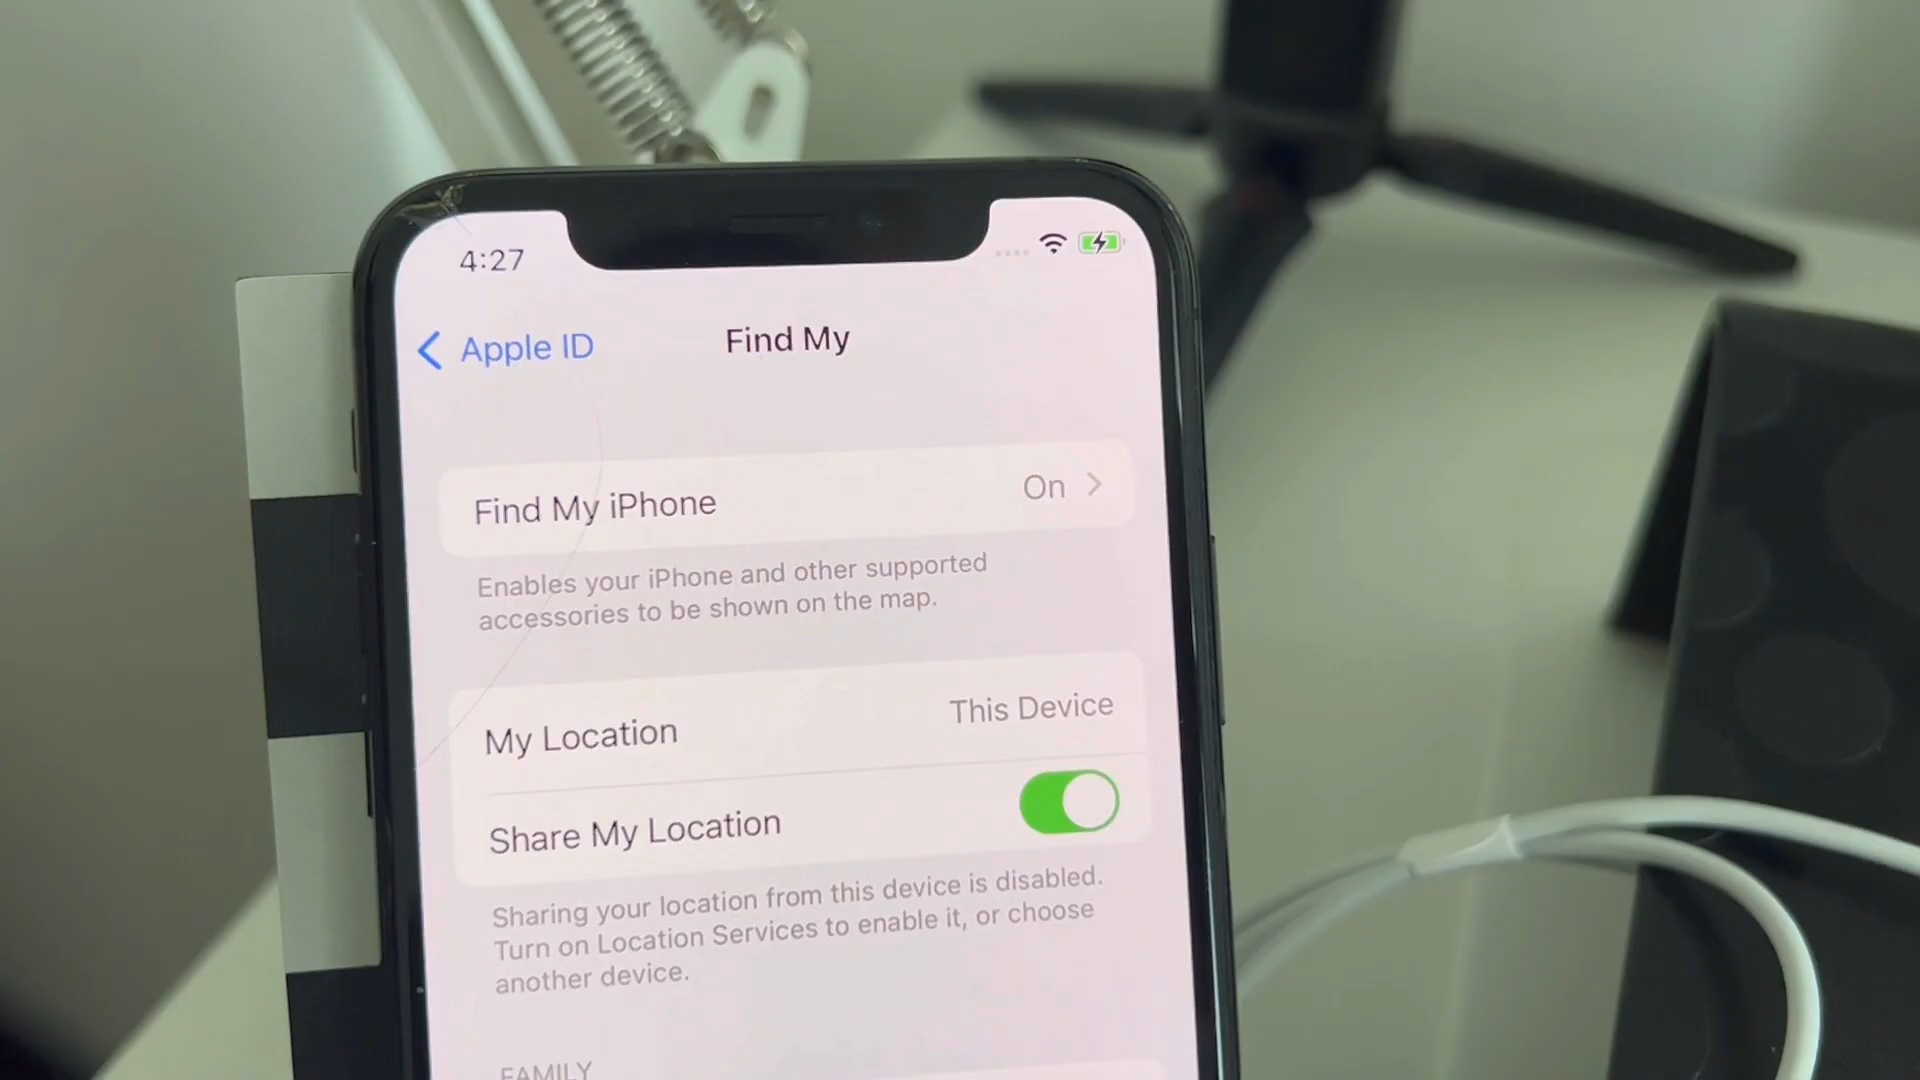 4:27
Apple ID
Find My
Find My iPhone
On
Enables your iPhone and other supported
accessories to be shown on the map.
My Location
This Device
Share My Location
Sharing your location from this device is disabled.
Turn on Location Services to enable it, or choose
another device.
FAMILY